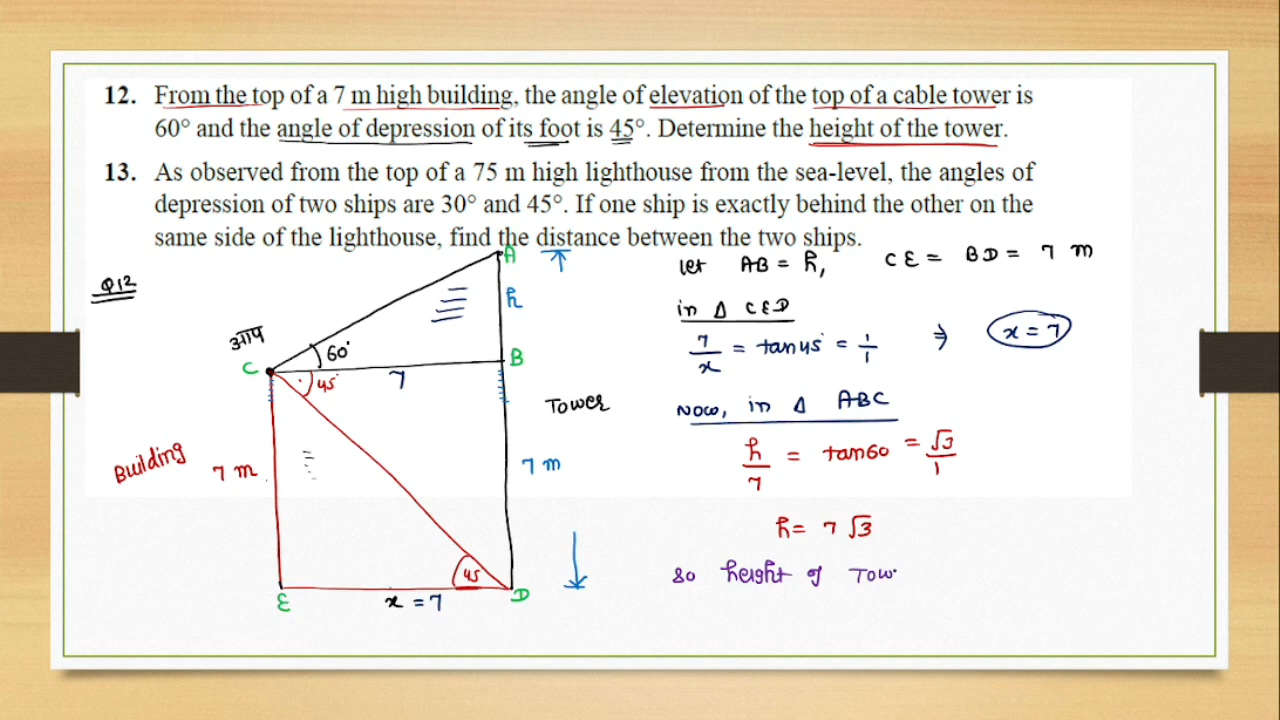 12. From the top of a 7 m high building, the angle of elevation of the top of a cable tower is
60° and the angle of depression of its foot is 45°. Determine the height of the tower.
13. As observed from the top of a 75 m high lighthouse from the sea-level, the angles of
depression of two ships are 30° and 45°. If one ship is exactly behind the other on the
same side of the lighthouse, find the distance between the two ships.
Q12
A
h
आप
60°
C
B
45°
7
Tower
Building
7 m
7 m
45
E
x = 7
D
let AB = h, CE = BD = 7 m
in Δ CED
7/x = tan45° = 1/1 ⇒ x = 7
Now, in Δ ABC
h/7 = tan60 = √3/1
h = 7√3
so height of Tow